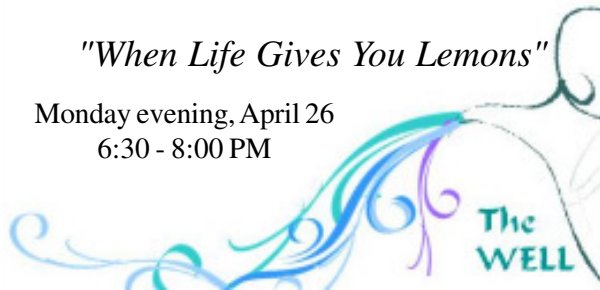 "When Life Gives You Lemons"
Monday evening, April 26
6:30 - 8:00 PM
The
WELL